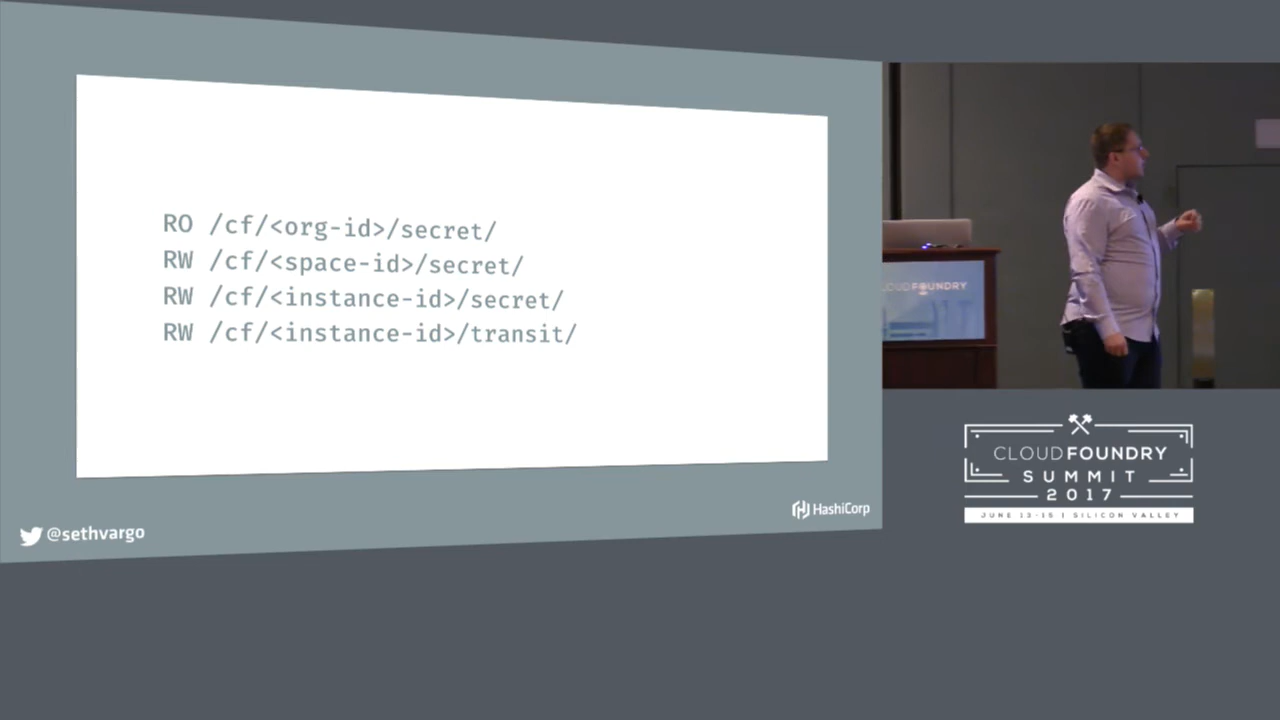 RO /cf/<org-id>/secret/
RW /cf/<space-id>/secret/
RW /cf/<instance-id>/secret/
RW /cf/<instance-id>/transit/
@sethvargo
HashiCorp
CLOUD FOUNDRY
CLOUD FOUNDRY
SUMMIT
2017
JUNE 13-15 | SILICON VALLEY